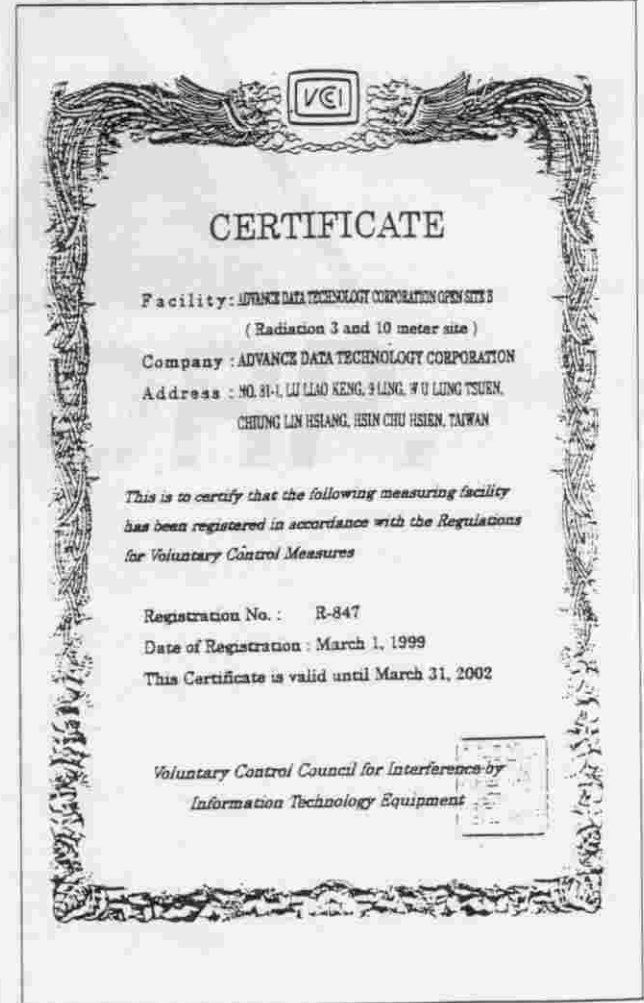 VCCI
CERTIFICATE
Facility: ADVANCE DATA TECHNOLOGY CORPORATION OPEN SITE B
( Radiation 3 and 10 meter site )
Company : ADVANCE DATA TECHNOLOGY CORPORATION
Address : NO. 81-1, LU LIAO KENG, 9 LING, WU LUNG TSUEN,
CHIUNG LIN HSIANG, HSIN CHU HSIEN, TAIWAN
This is to certify that the following measuring facility
has been registered in accordance with the Regulations
for Voluntary Control Measures
Registration No. : R-847
Date of Registration : March 1, 1999
This Certificate is valid until March 31, 2002
Voluntary Control Council for Interference by
Information Technology Equipment